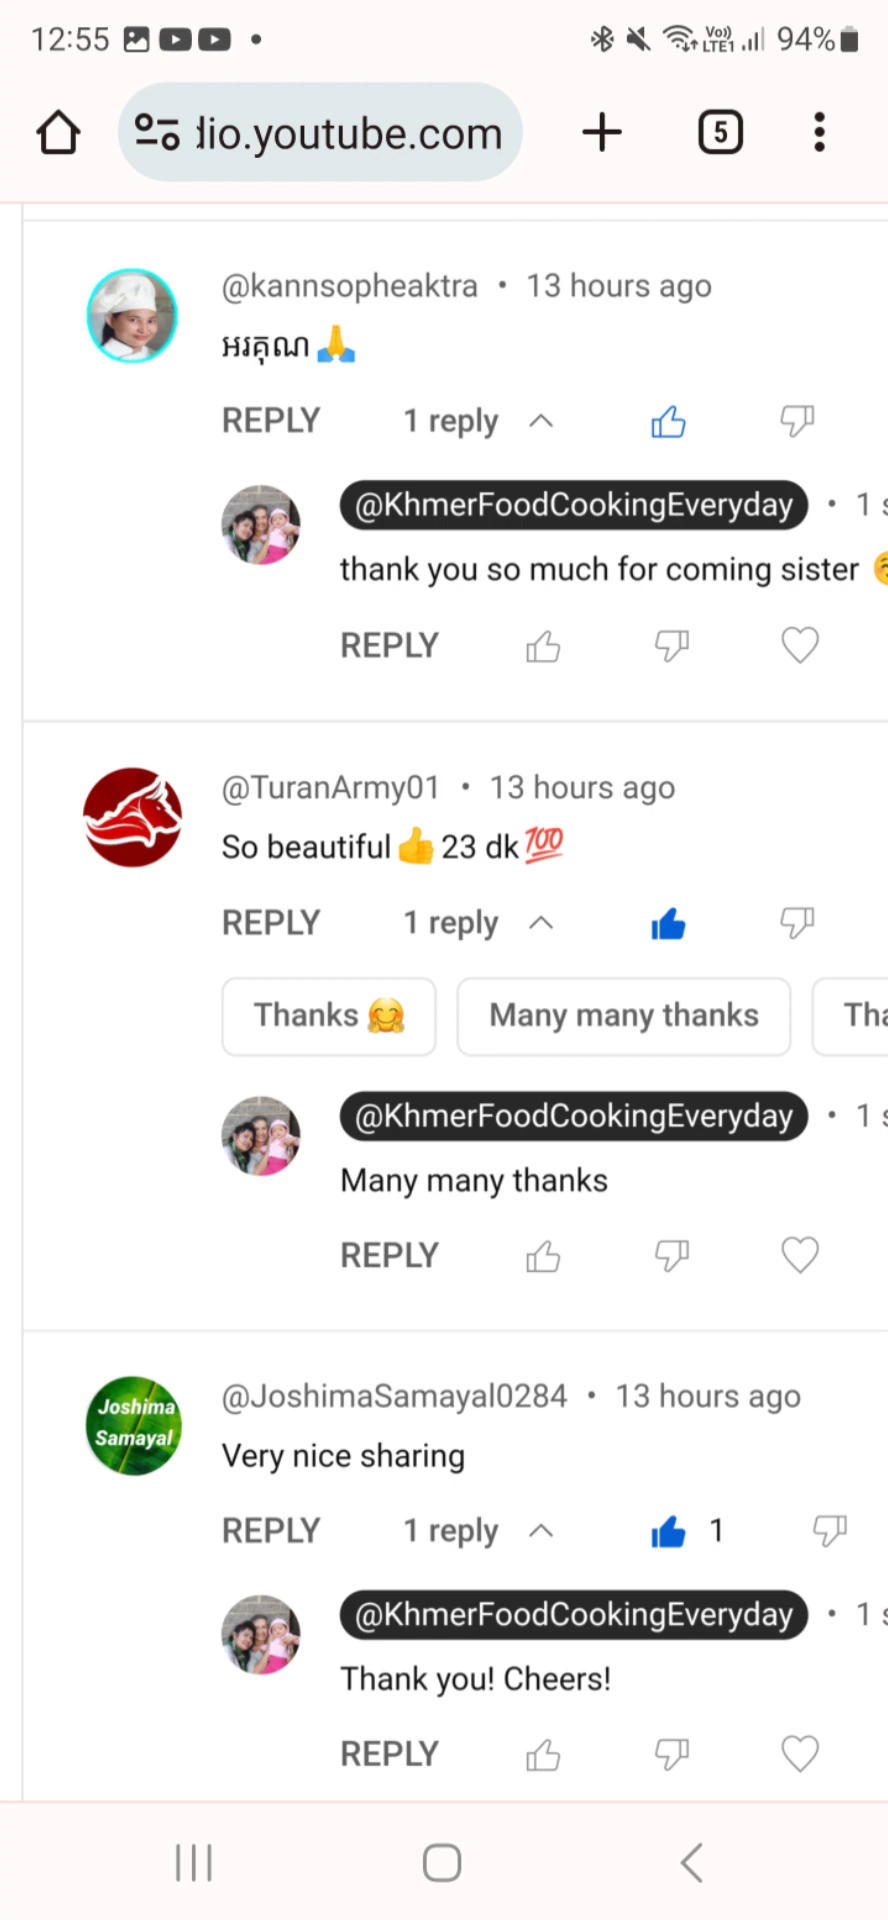 12:55
Vo))
LTE1
94%
dio.youtube.com
5
@kannsopheaktra • 13 hours ago
អរគុណ🙏
REPLY 1 reply
@KhmerFoodCookingEveryday • 1
thank you so much for coming sister
REPLY
@TuranArmy01 • 13 hours ago
So beautiful👍23 dk💯
REPLY 1 reply
Thanks 🤗 Many many thanks
@KhmerFoodCookingEveryday • 1
Many many thanks
REPLY
Joshima
Samayal
@JoshimaSamayal0284 • 13 hours ago
Very nice sharing
REPLY 1 reply 1
@KhmerFoodCookingEveryday • 1
Thank you! Cheers!
REPLY